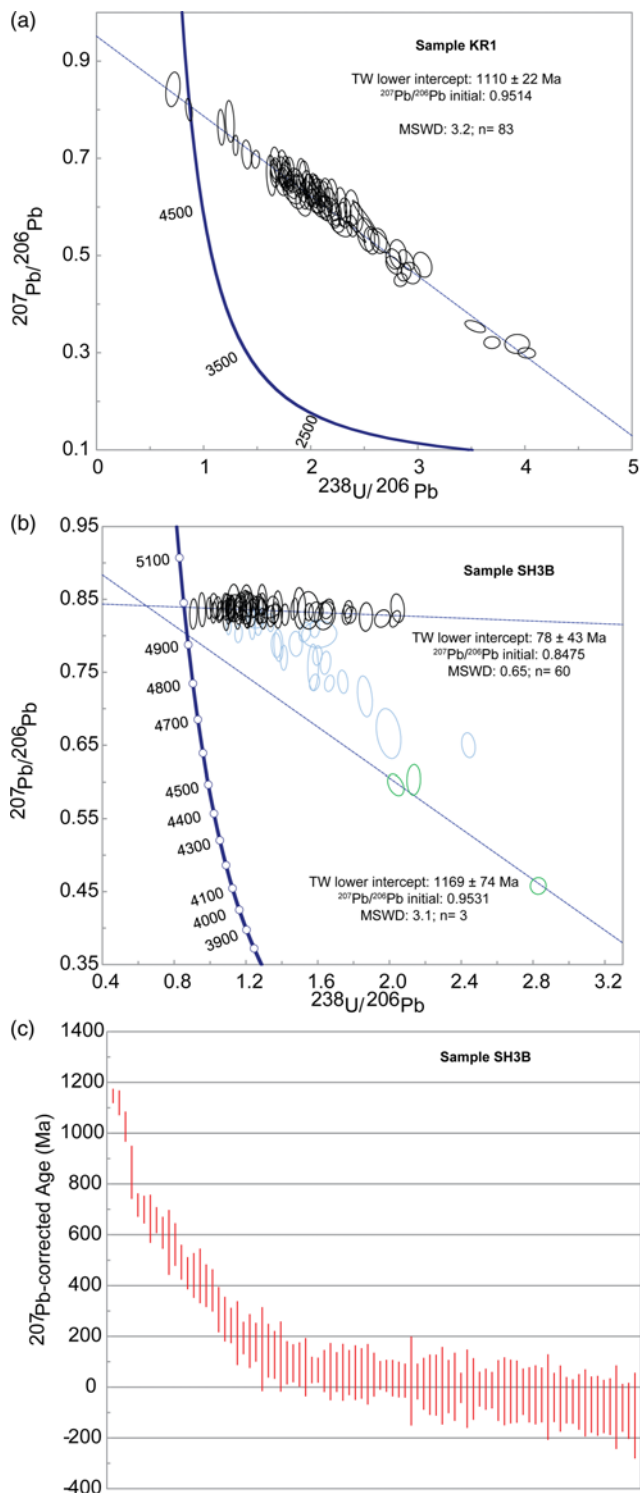 (a)
Sample KR1
TW lower intercept: 1110 ± 22 Ma
207Pb/206Pb initial: 0.9514
MSWD: 3.2; n= 83
0.9
0.7
0.5
0.3
0.1
207Pb/206Pb
4500
3500
2500
0 1 2 3 4 5
238U/206Pb
(b)
Sample SH3B
0.95
0.85
0.75
0.65
0.55
0.45
0.35
207Pb/206Pb
5100
4900
4800
4700
4500
4400
4300
4100
4000
3900
TW lower intercept: 78 ± 43 Ma
207Pb/206Pb initial: 0.8475
MSWD: 0.65; n= 60
TW lower intercept: 1169 ± 74 Ma
207Pb/206Pb initial: 0.9531
MSWD: 3.1; n= 3
0.4 0.8 1.2 1.6 2.0 2.4 2.8 3.2
238U/206Pb
(c)
Sample SH3B
1400
1200
1000
800
600
400
200
0
-200
-400
207Pb-corrected Age (Ma)